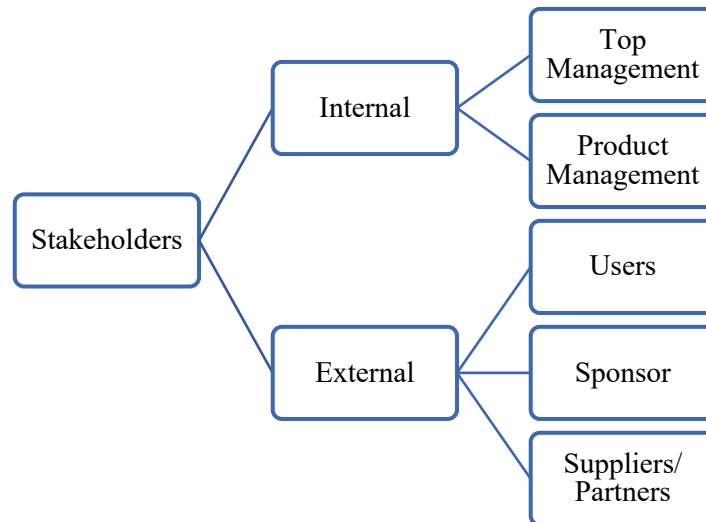 Top
Management
Internal
Product
Management
Stakeholders
Users
External
Sponsor
Suppliers/
Partners